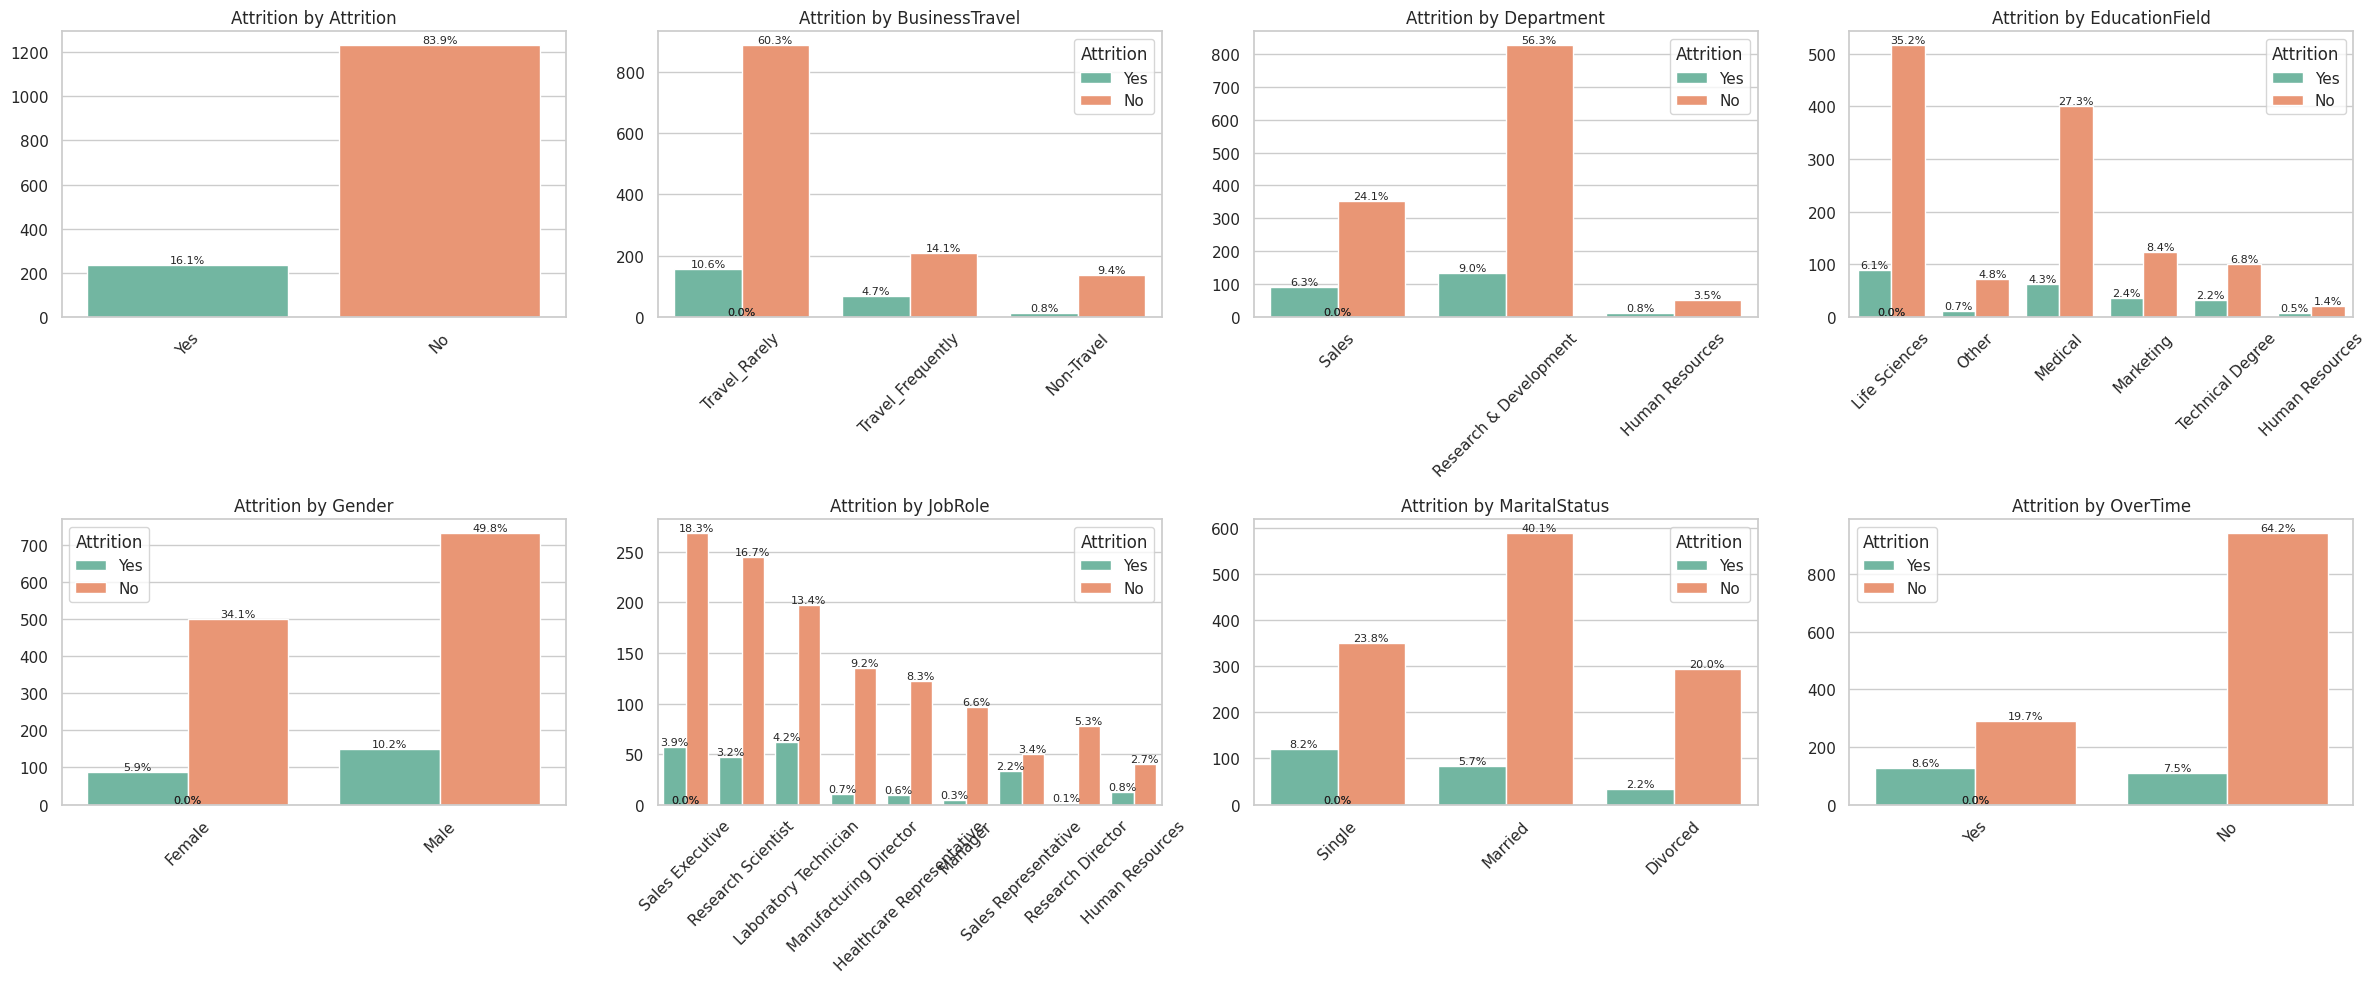 Attrition by Attrition
1200
1000
800
600
400
200
0
16.1%
83.9%
Yes
No
Attrition by BusinessTravel
Attrition
Yes
No
800
600
400
200
0
60.3%
10.6%
0.0%
4.7%
14.1%
0.8%
9.4%
Travel_Rarely
Travel_Frequently
Non-Travel
Attrition by Department
Attrition
Yes
No
800
700
600
500
400
300
200
100
0
6.3%
24.1%
0.0%
9.0%
56.3%
0.8%
3.5%
Sales
Research & Development
Human Resources
Attrition by EducationField
Attrition
Yes
No
500
400
300
200
100
0
6.1%
35.2%
0.0%
0.7%
4.8%
4.3%
27.3%
2.4%
8.4%
2.2%
6.8%
0.5%
1.4%
Life Sciences
Other
Medical
Marketing
Technical Degree
Human Resources
Attrition by Gender
Attrition
Yes
No
700
600
500
400
300
200
100
0
5.9%
34.1%
0.0%
10.2%
49.8%
Female
Male
Attrition by JobRole
Attrition
Yes
No
250
200
150
100
50
0
3.9%
18.3%
0.0%
3.2%
16.7%
4.2%
13.4%
0.7%
9.2%
0.6%
8.3%
0.3%
6.6%
2.2%
3.4%
0.1%
5.3%
0.8%
2.7%
Sales Executive
Research Scientist
Laboratory Technician
Manufacturing Director
Healthcare Representative
Manager
Sales Representative
Research Director
Human Resources
Attrition by MaritalStatus
Attrition
Yes
No
600
500
400
300
200
100
0
8.2%
23.8%
0.0%
5.7%
40.1%
2.2%
20.0%
Single
Married
Divorced
Attrition by OverTime
Attrition
Yes
No
800
600
400
200
0
8.6%
19.7%
0.0%
7.5%
64.2%
Yes
No